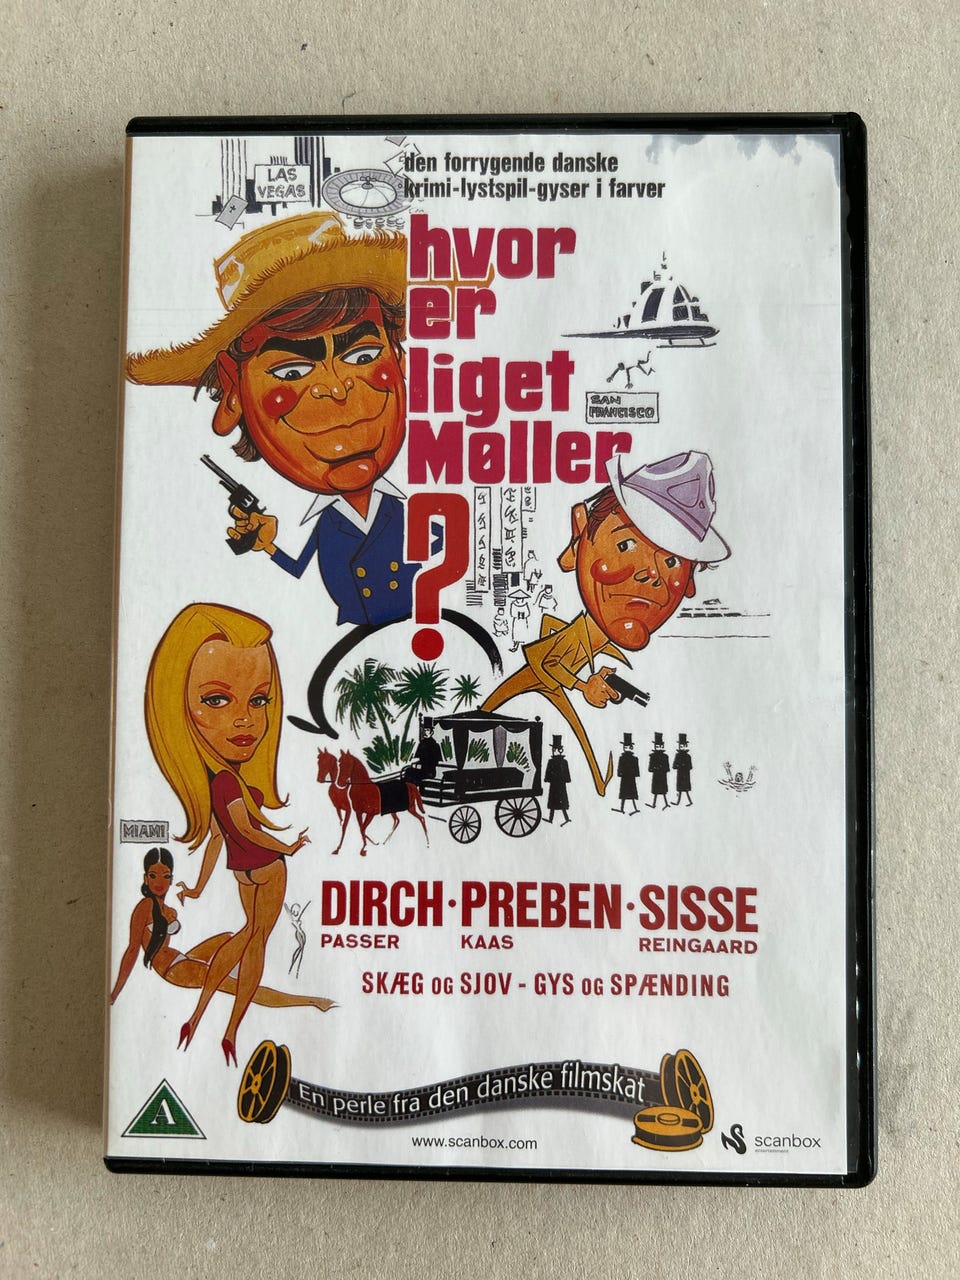 LAS
VEGAS
den forrygende danske
krimi-lystspil-gyser i farver
hvor
er
liget
Møller
?
SAN
FRANCISCO
MIAMI
DIRCH · PREBEN · SISSE
PASSER KAAS REINGAARD
SKÆG OG SJOV - GYS OG SPÆNDING
En perle fra den danske filmskat
A
www.scanbox.com
scanbox
entertainment